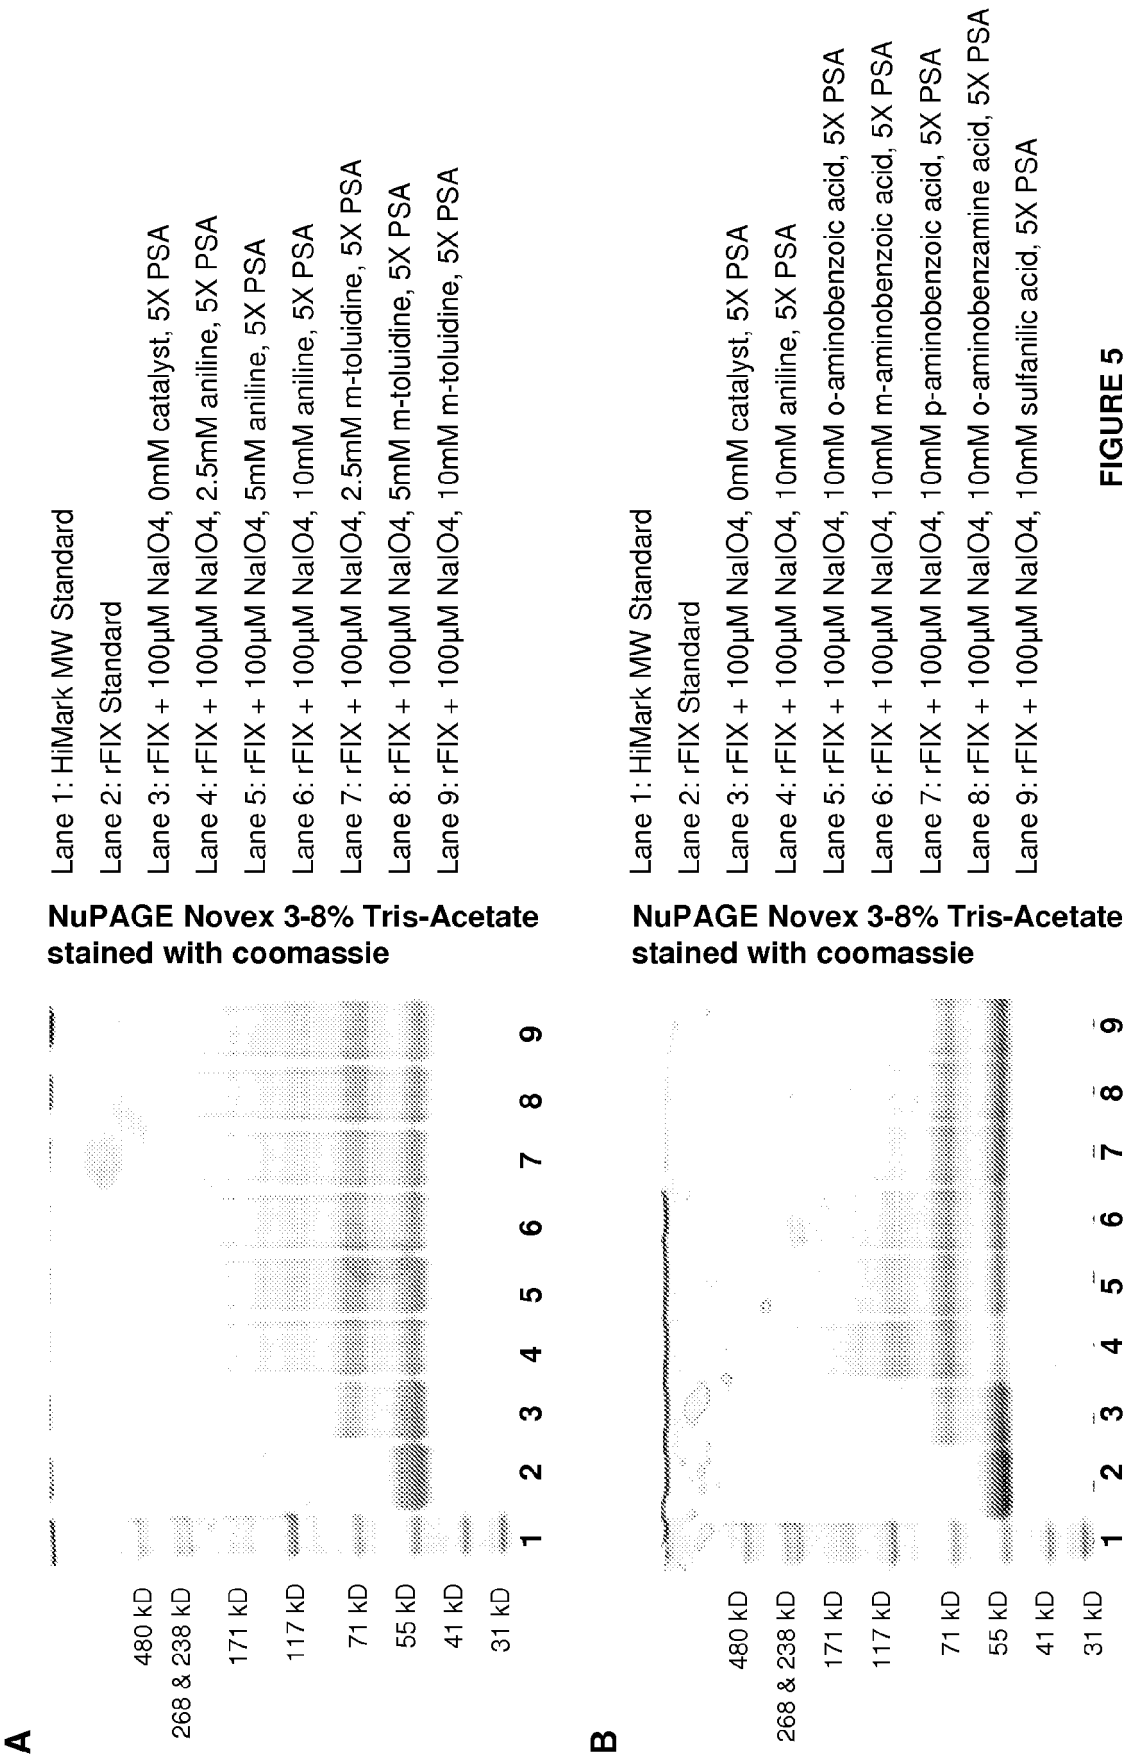 A
480 kD
268 & 238 kD
171 kD
117 kD
71 kD
55 kD
41 kD
31 kD
1 2 3 4 5 6 7 8 9
NuPAGE Novex 3-8% Tris-Acetate
stained with coomassie
Lane 1: HiMark MW Standard
Lane 2: rFIX Standard
Lane 3: rFIX + 100µM NaIO4, 0mM catalyst, 5X PSA
Lane 4: rFIX + 100µM NaIO4, 2.5mM aniline, 5X PSA
Lane 5: rFIX + 100µM NaIO4, 5mM aniline, 5X PSA
Lane 6: rFIX + 100µM NaIO4, 10mM aniline, 5X PSA
Lane 7: rFIX + 100µM NaIO4, 2.5mM m-toluidine, 5X PSA
Lane 8: rFIX + 100µM NaIO4, 5mM m-toluidine, 5X PSA
Lane 9: rFIX + 100µM NaIO4, 10mM m-toluidine, 5X PSA
B
480 kD
268 & 238 kD
171 kD
117 kD
71 kD
55 kD
41 kD
31 kD
1 2 3 4 5 6 7 8 9
NuPAGE Novex 3-8% Tris-Acetate
stained with coomassie
Lane 1: HiMark MW Standard
Lane 2: rFIX Standard
Lane 3: rFIX + 100µM NaIO4, 0mM catalyst, 5X PSA
Lane 4: rFIX + 100µM NaIO4, 10mM aniline, 5X PSA
Lane 5: rFIX + 100µM NaIO4, 10mM o-aminobenzoic acid, 5X PSA
Lane 6: rFIX + 100µM NaIO4, 10mM m-aminobenzoic acid, 5X PSA
Lane 7: rFIX + 100µM NaIO4, 10mM p-aminobenzoic acid, 5X PSA
Lane 8: rFIX + 100µM NaIO4, 10mM o-aminobenzamine acid, 5X PSA
Lane 9: rFIX + 100µM NaIO4, 10mM sulfanilic acid, 5X PSA
FIGURE 5